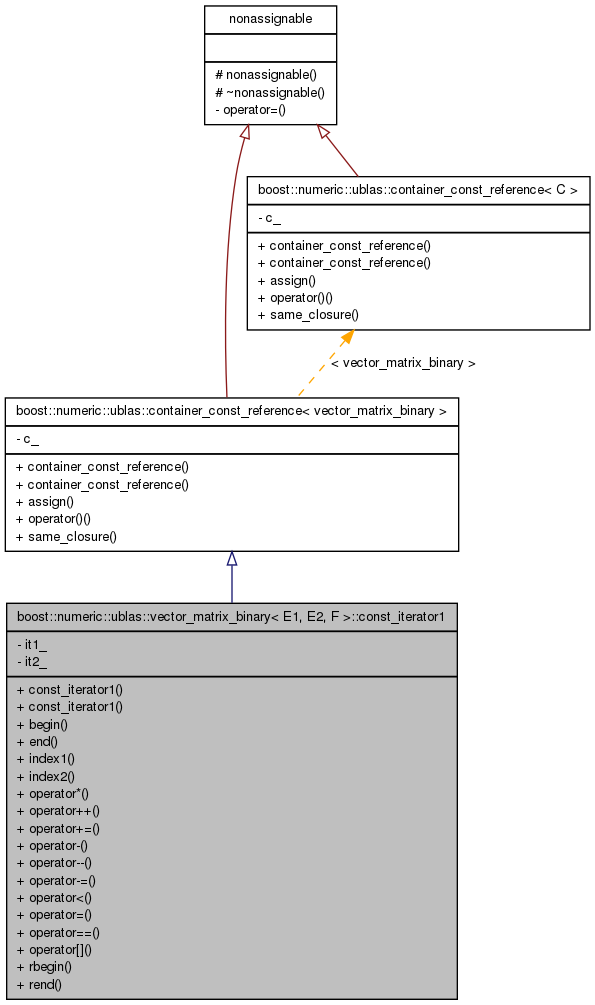 nonassignable
# nonassignable()
# ~nonassignable()
- operator=()
boost::numeric::ublas::container_const_reference< C >
- c_
+ container_const_reference()
+ container_const_reference()
+ assign()
+ operator()()
+ same_closure()
< vector_matrix_binary >
boost::numeric::ublas::container_const_reference< vector_matrix_binary >
- c_
+ container_const_reference()
+ container_const_reference()
+ assign()
+ operator()()
+ same_closure()
boost::numeric::ublas::vector_matrix_binary< E1, E2, F >::const_iterator1
- it1_
- it2_
+ const_iterator1()
+ const_iterator1()
+ begin()
+ end()
+ index1()
+ index2()
+ operator*()
+ operator++()
+ operator+=()
+ operator-()
+ operator--()
+ operator-=()
+ operator<()
+ operator=()
+ operator==()
+ operator[]()
+ rbegin()
+ rend()